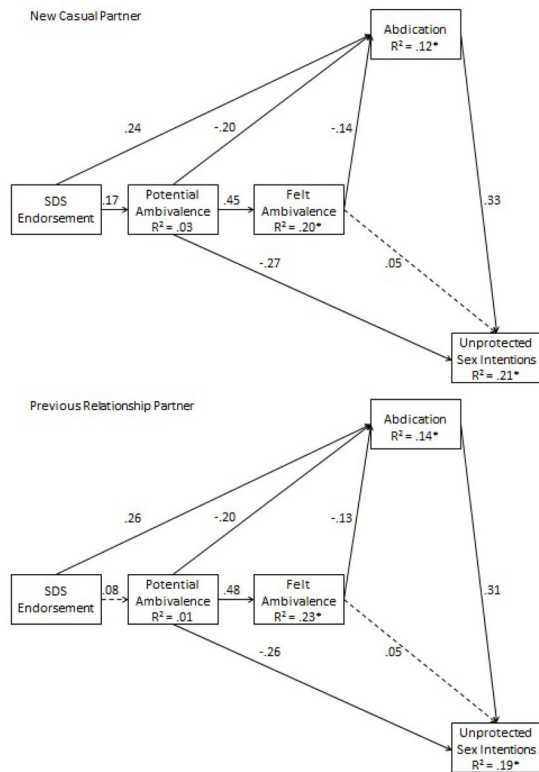 New Casual Partner
Abdication
R² = .12*
.24
-.20
-.14
SDS
Endorsement
.17
Potential
Ambivalence
R² = .03
.45
Felt
Ambivalence
R² = .20*
.33
-.27
.05
Unprotected
Sex Intentions
R² = .21*
Previous Relationship Partner
Abdication
R² = .14*
.26
-.20
-.13
SDS
Endorsement
.08
Potential
Ambivalence
R² = .01
.48
Felt
Ambivalence
R² = .23*
.31
-.26
.05
Unprotected
Sex Intentions
R² = .19*